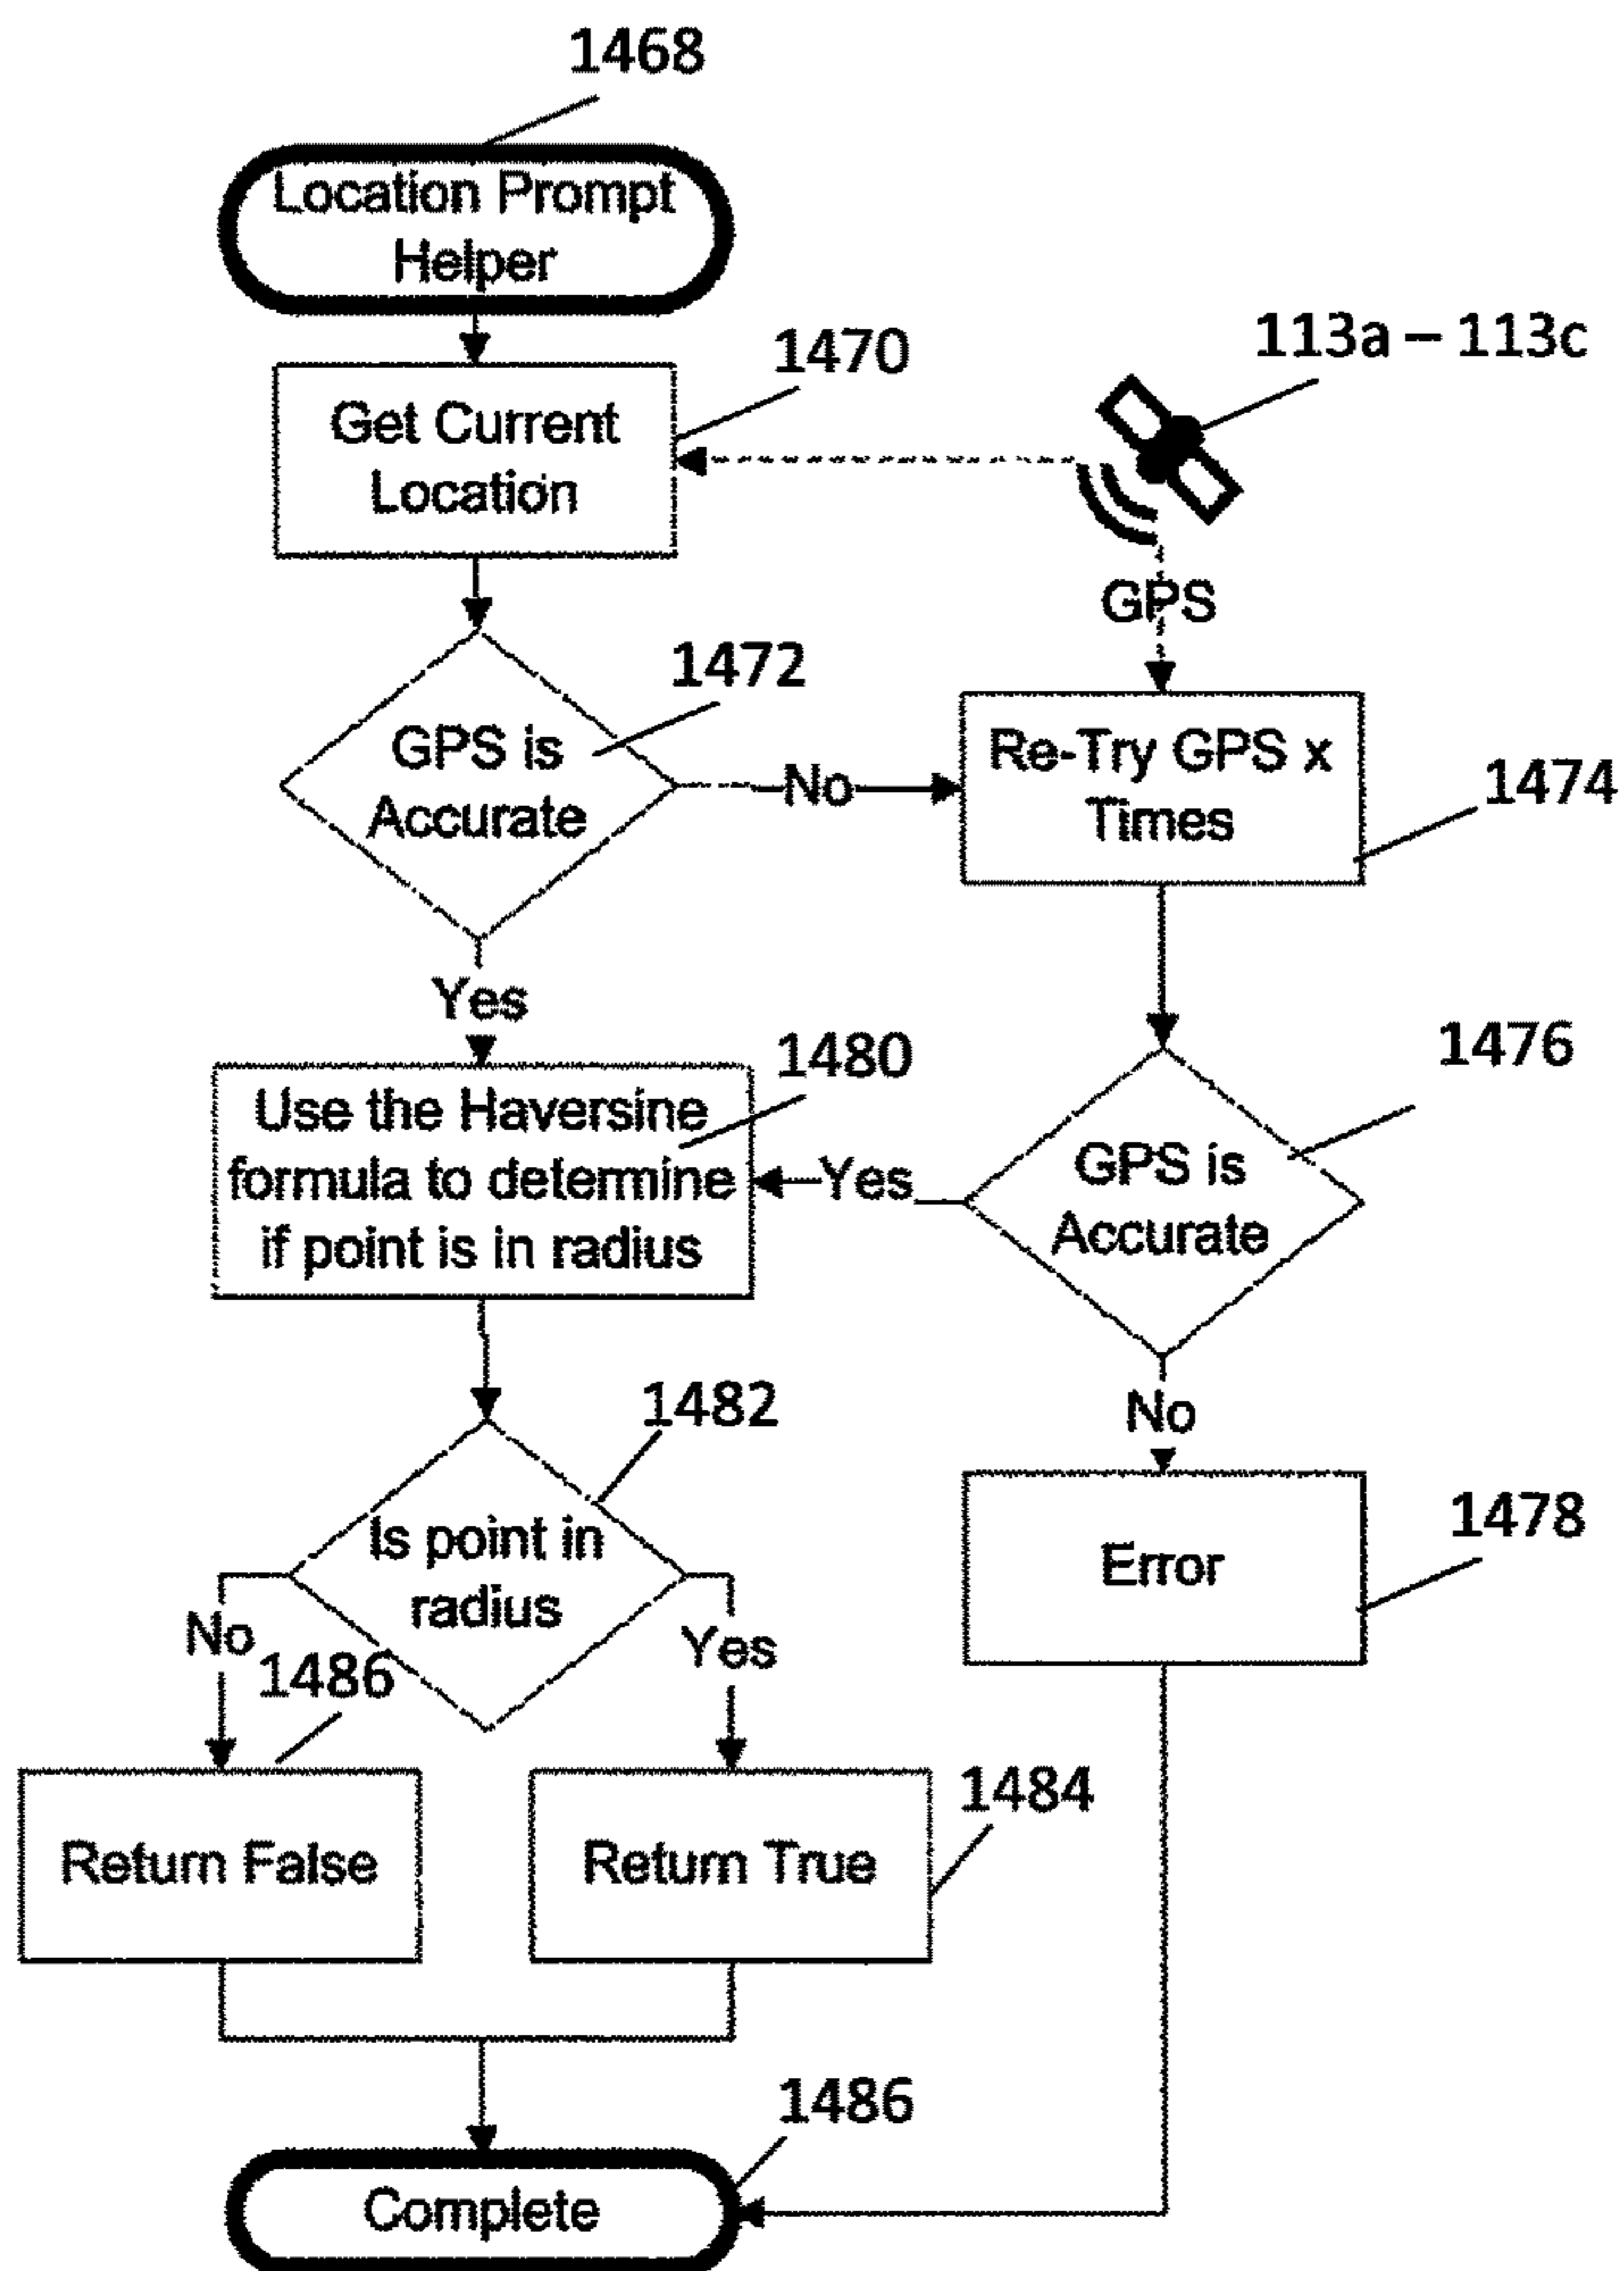 1468
Location Prompt
Helper
1470
113a – 113c
Get Current
Location
GPS
1472
GPS is
Accurate
No
Re-Try GPS x
Times
1474
Yes
1480
1476
Use the Haversine
formula to determine
if point is in radius
Yes
GPS is
Accurate
No
1482
Is point in
radius
1478
Error
No
Yes
1486
1484
Return False
Return True
1486
Complete